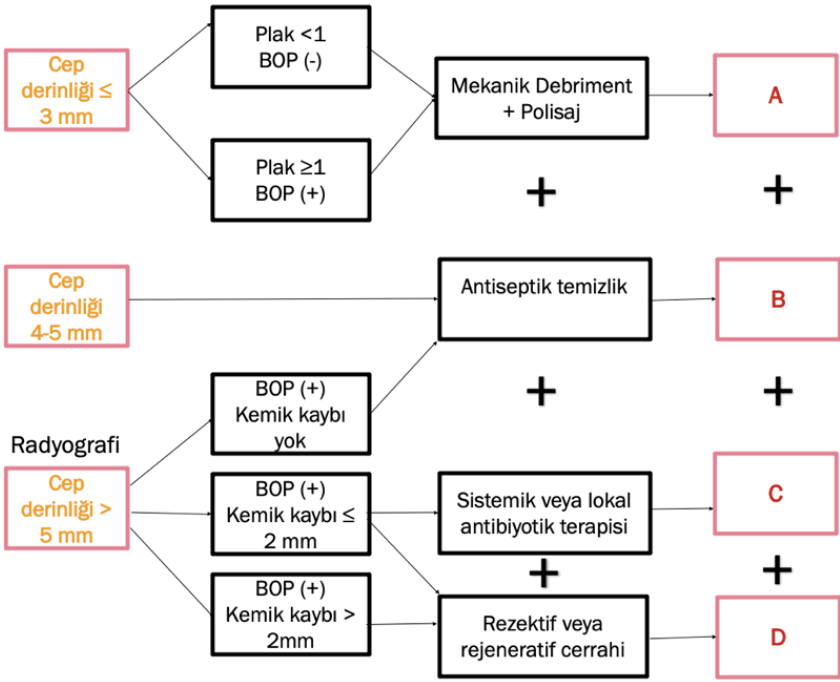 Cep
derinliği ≤
3 mm
Plak <1
BOP (-)
Plak ≥1
BOP (+)
Mekanik Debriment
+ Polisaj
A
+
+
Cep
derinliği
4-5 mm
Antiseptik temizlik
B
+
+
Radyografi
Cep
derinliği >
5 mm
BOP (+)
Kemik kaybı
yok
BOP (+)
Kemik kaybı ≤
2 mm
BOP (+)
Kemik kaybı >
2mm
Sistemik veya lokal
antibiyotik terapisi
C
+
+
Rezektif veya
rejeneratif cerrahi
D